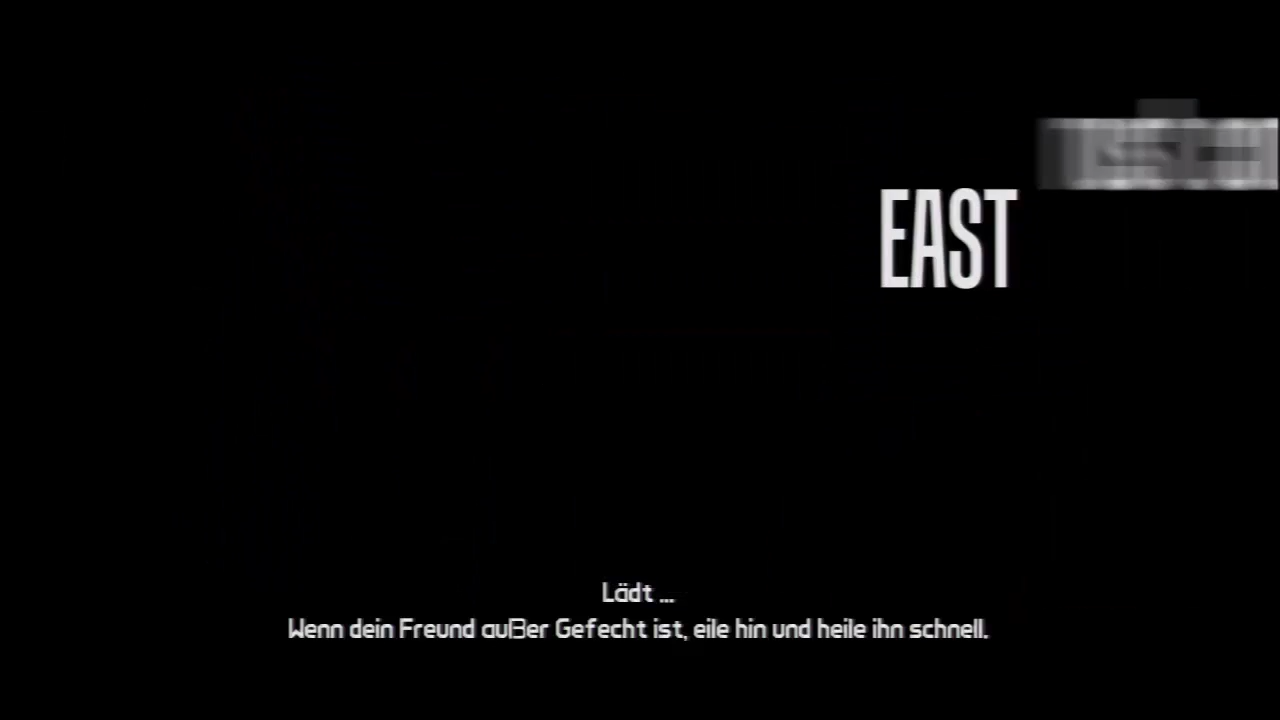 EAST
Lädt ...
Wenn dein Freund außer Gefecht ist, eile hin und heile ihn schnell.